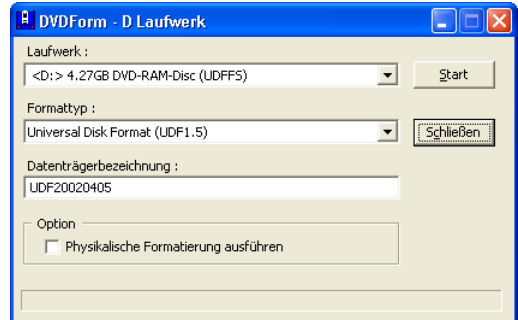 DVDForm - D Laufwerk
Laufwerk :
<D:> 4.27GB DVD-RAM-Disc (UDFFS)
Start
Formattyp :
Universal Disk Format (UDF1.5)
Schließen
Datenträgerbezeichnung :
UDF20020405
Option
Physikalische Formatierung ausführen